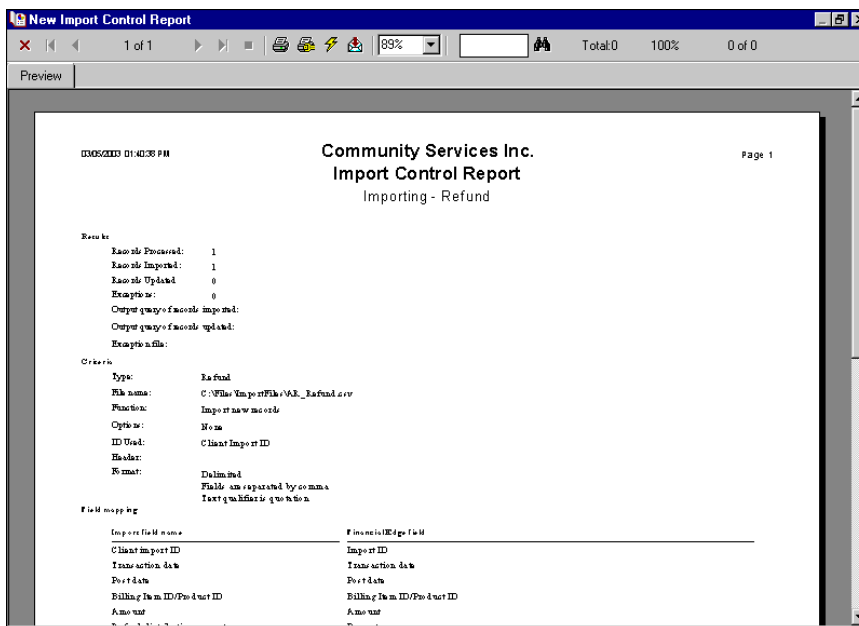 New Import Control Report
1 of 1 89% Total:0 100% 0 of 0
Preview
03/05/2003 01:40:38 PM Community Services Inc. Page 1
Import Control Report
Importing - Refund
Results
Records Processed: 1
Records Imported: 1
Records Updated 0
Exceptions: 0
Output query of records imported:
Output query of records updated:
Exception file:
Criteria
Type: Refund
File name: C:\Files\ImportFiles\AR_Refund.csv
Function: Import new records
Options: None
ID Used: Client Import ID
Header:
Format: Delimited
Fields are separated by comma
Text qualifier is quotation
Field mapping
Import field name Financial Edge field
Client import ID Import ID
Transaction date Transaction date
Post date Post date
Billing Item ID/Product ID Billing Item ID/Product ID
Amount Amount